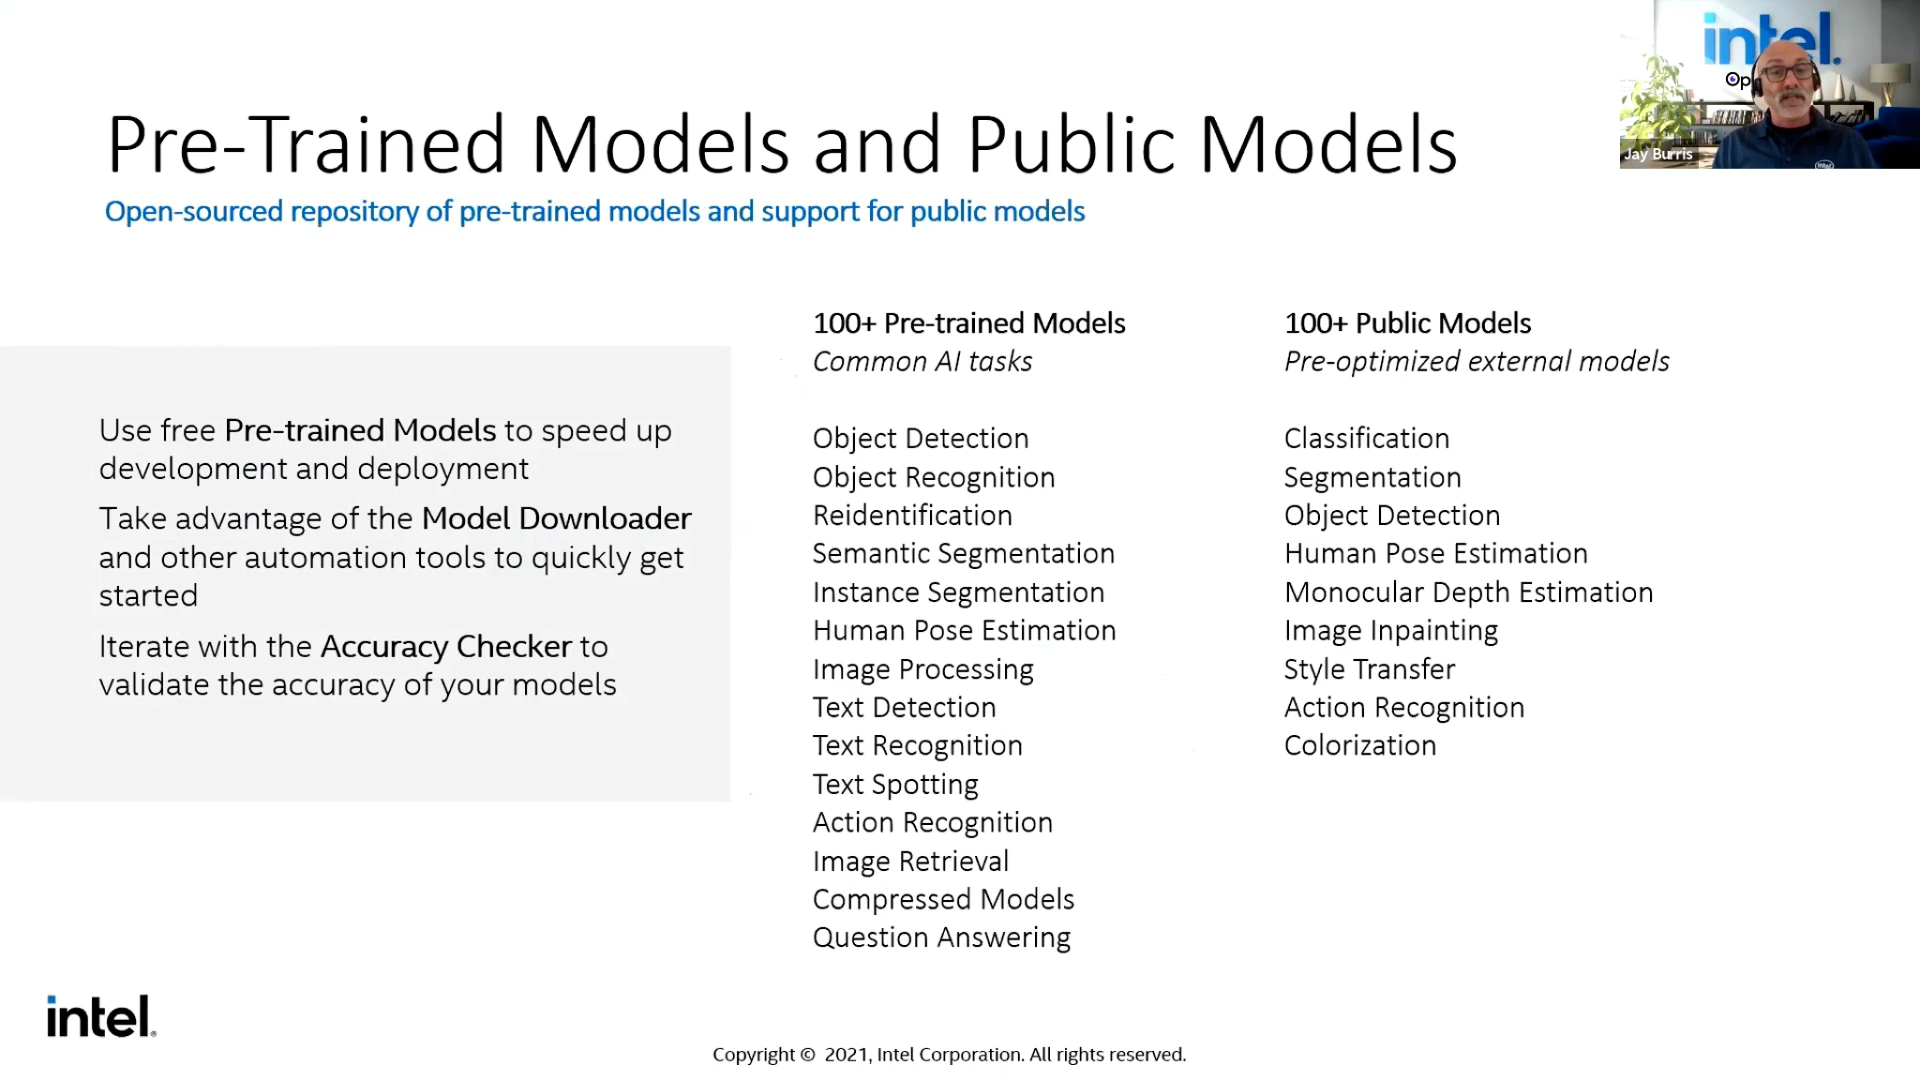 intel.
Op
Jay Burris
intel
Pre-Trained Models and Public Models
Open-sourced repository of pre-trained models and support for public models
Use free Pre-trained Models to speed up
development and deployment
Take advantage of the Model Downloader
and other automation tools to quickly get
started
Iterate with the Accuracy Checker to
validate the accuracy of your models
100+ Pre-trained Models
Common AI tasks
Object Detection
Object Recognition
Reidentification
Semantic Segmentation
Instance Segmentation
Human Pose Estimation
Image Processing
Text Detection
Text Recognition
Text Spotting
Action Recognition
Image Retrieval
Compressed Models
Question Answering
100+ Public Models
Pre-optimized external models
Classification
Segmentation
Object Detection
Human Pose Estimation
Monocular Depth Estimation
Image Inpainting
Style Transfer
Action Recognition
Colorization
intel.
Copyright © 2021, Intel Corporation. All rights reserved.